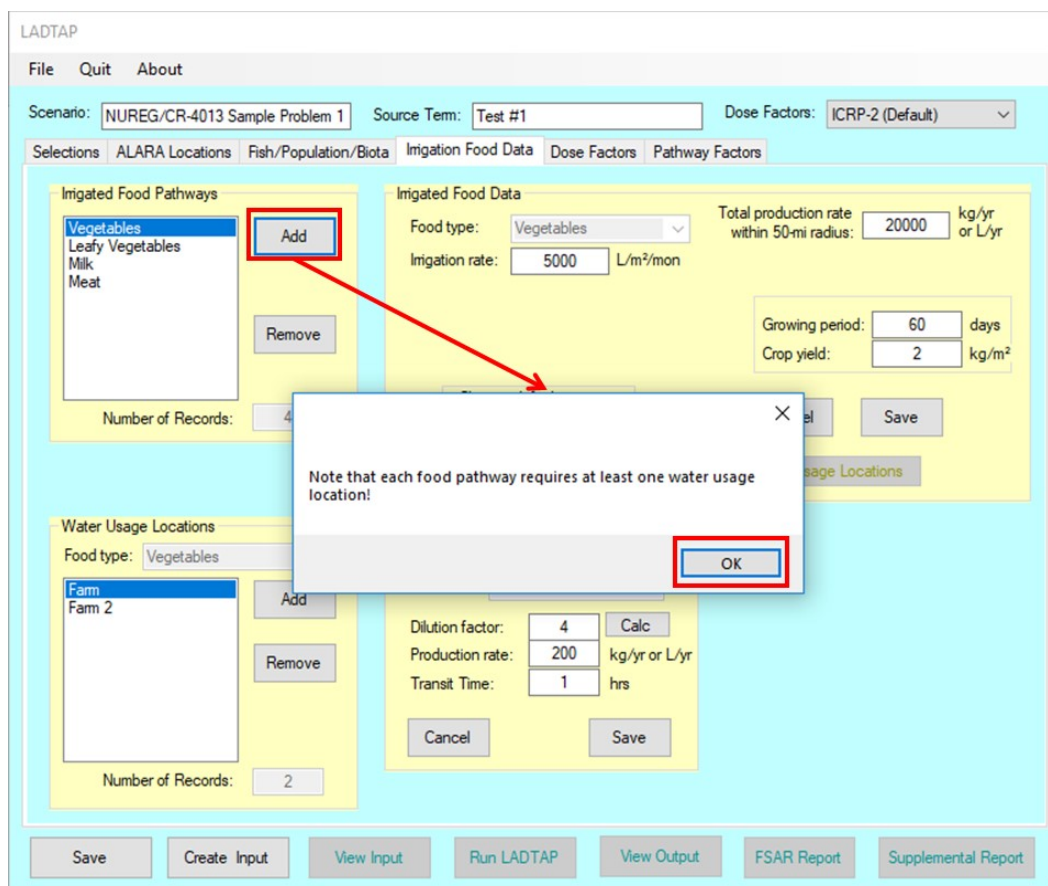 LADTAP
File Quit About
Scenario: NUREG/CR-4013 Sample Problem 1 Source Term: Test #1 Dose Factors: ICRP-2 (Default)
Selections ALARA Locations Fish/Population/Biota Irrigation Food Data Dose Factors Pathway Factors
Irrigated Food Pathways
Vegetables
Leafy Vegetables
Milk
Meat
Add
Remove
Number of Records: 4
Irrigated Food Data
Food type: Vegetables
Total production rate
within 50-mi radius: 20000 kg/yr
or L/yr
Irrigation rate: 5000 L/m²/mon
Growing period: 60 days
Crop yield: 2 kg/m²
Save
Note that each food pathway requires at least one water usage
location!
OK
Water Usage Locations
Food type: Vegetables
Farm
Farm 2
Add
Remove
Number of Records: 2
Locations
Dilution factor: 4 Calc
Production rate: 200 kg/yr or L/yr
Transit Time: 1 hrs
Cancel Save
Save Create Input View Input Run LADTAP View Output FSAR Report Supplemental Report